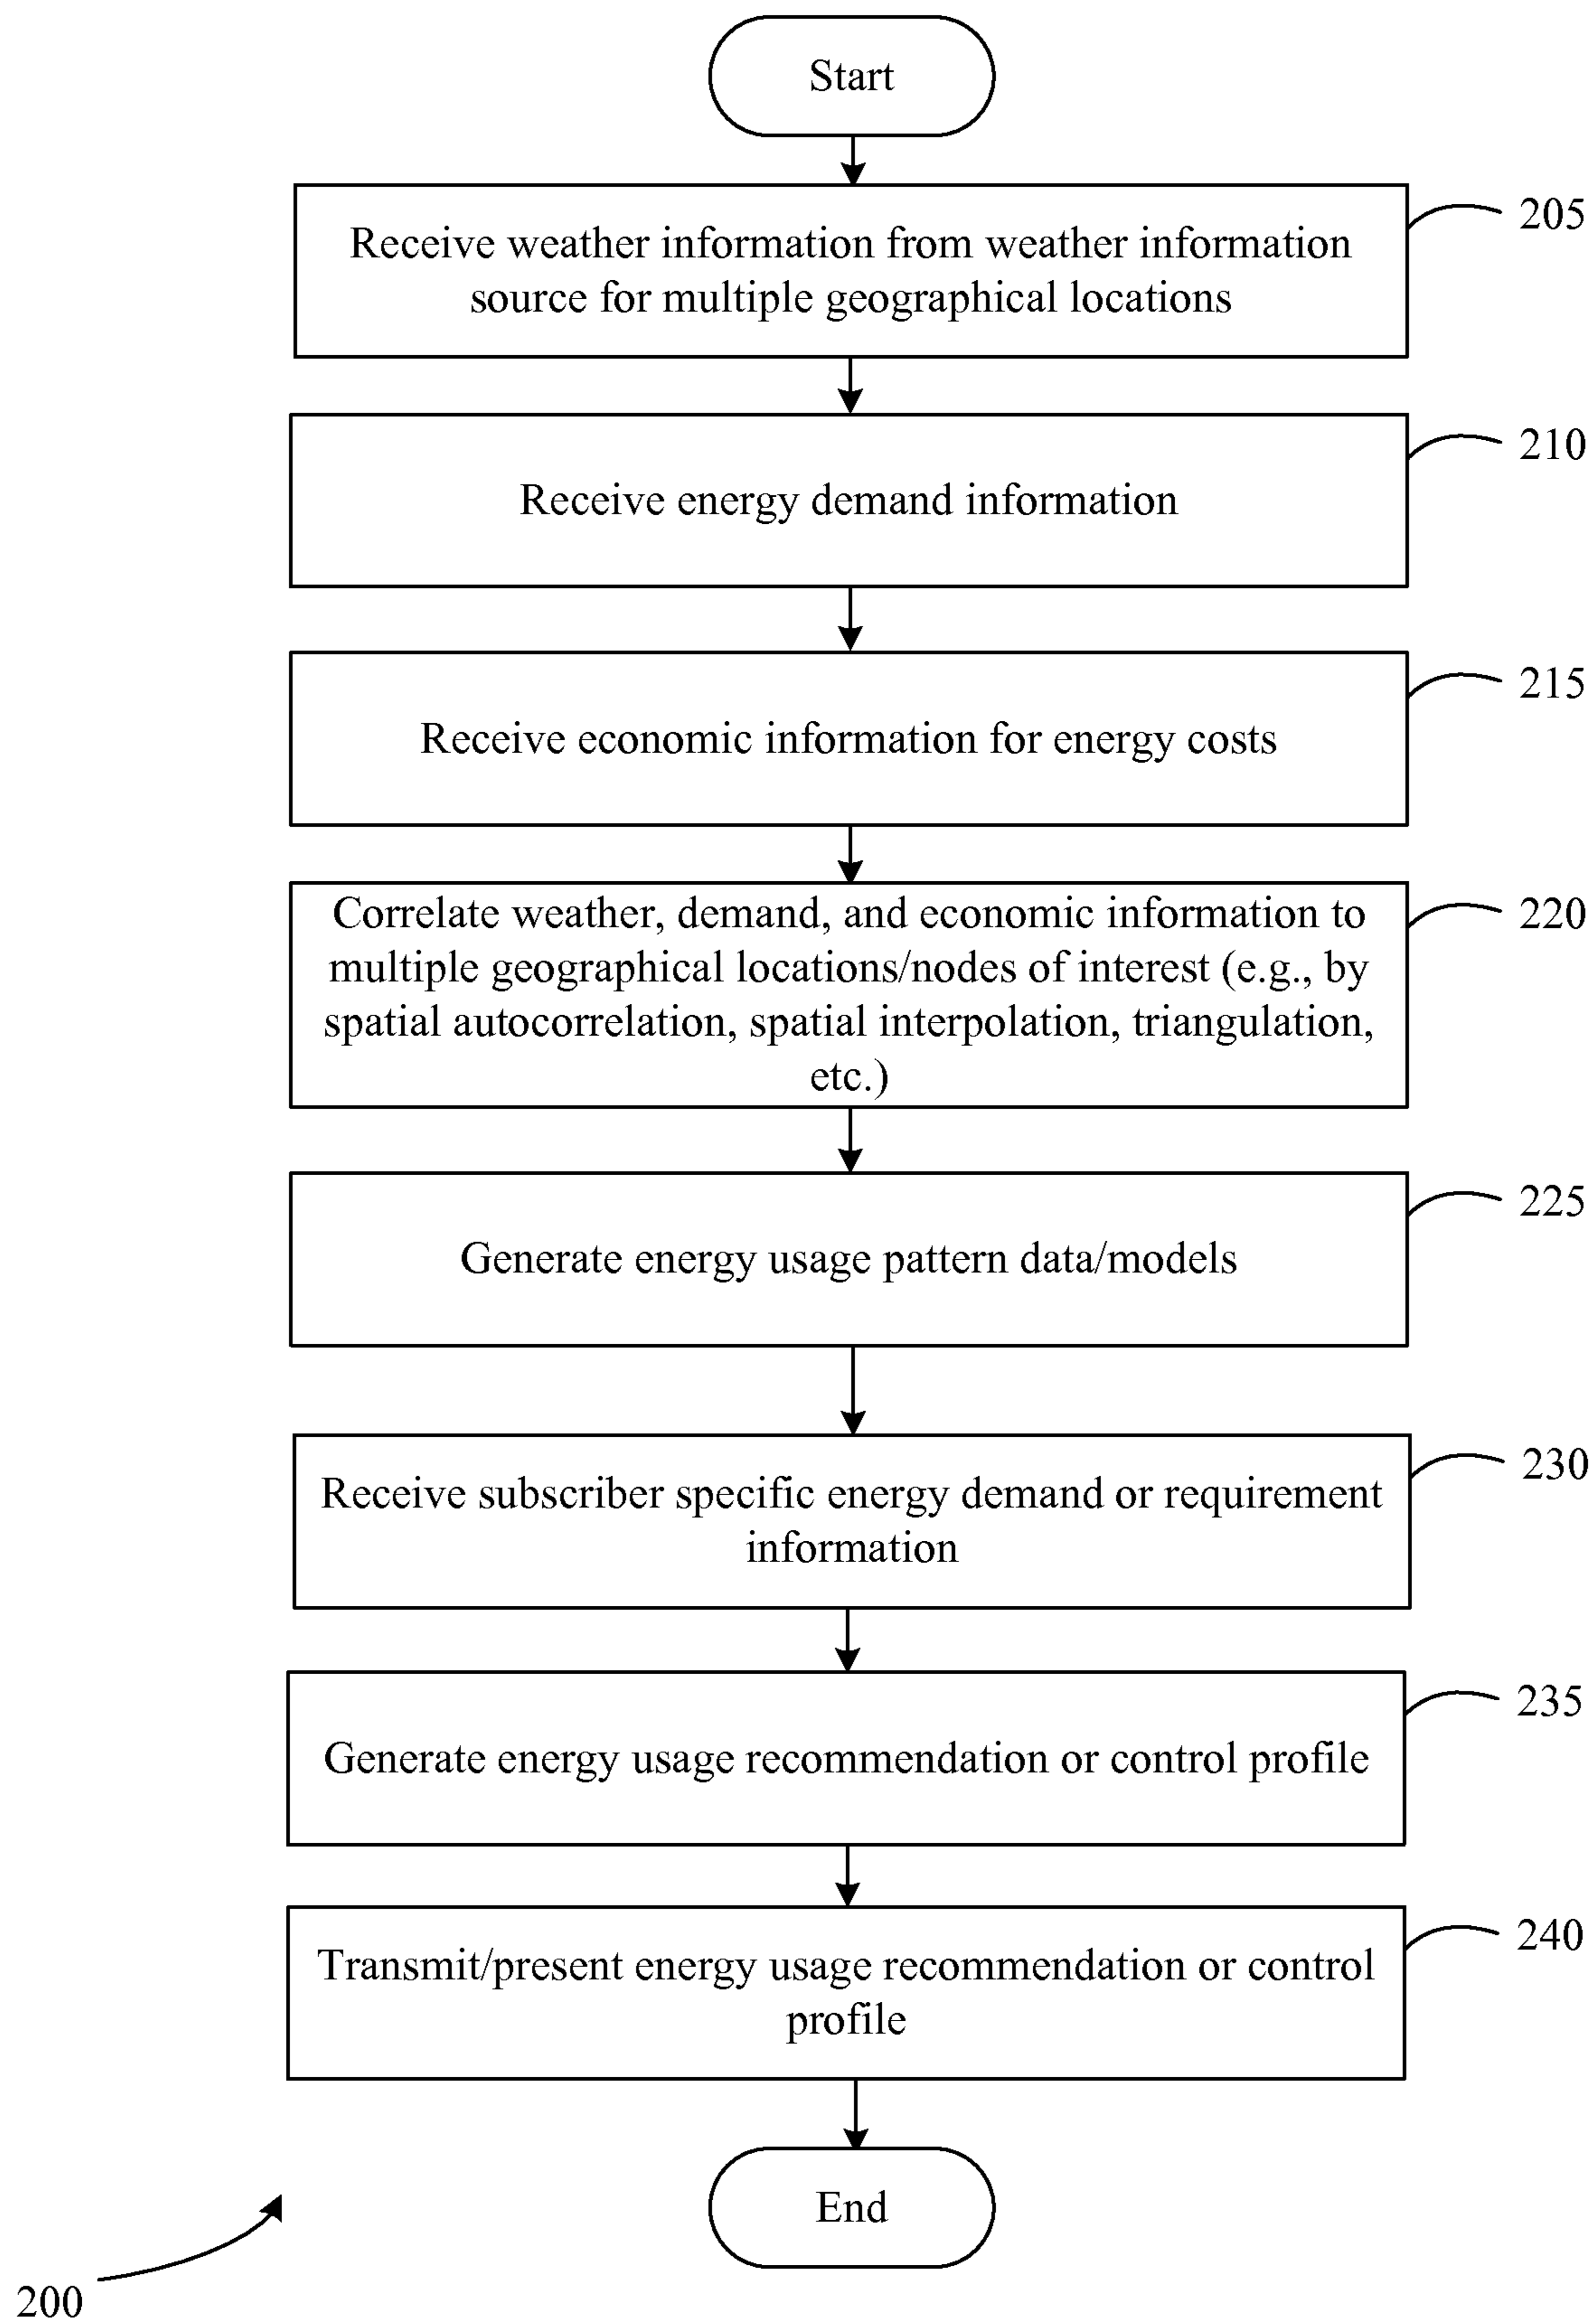 Start
Receive weather information from weather information
source for multiple geographical locations
205
Receive energy demand information
210
Receive economic information for energy costs
215
Correlate weather, demand, and economic information to
multiple geographical locations/nodes of interest (e.g., by
spatial autocorrelation, spatial interpolation, triangulation,
etc.)
220
Generate energy usage pattern data/models
225
Receive subscriber specific energy demand or requirement
information
230
Generate energy usage recommendation or control profile
235
Transmit/present energy usage recommendation or control
profile
240
End
200